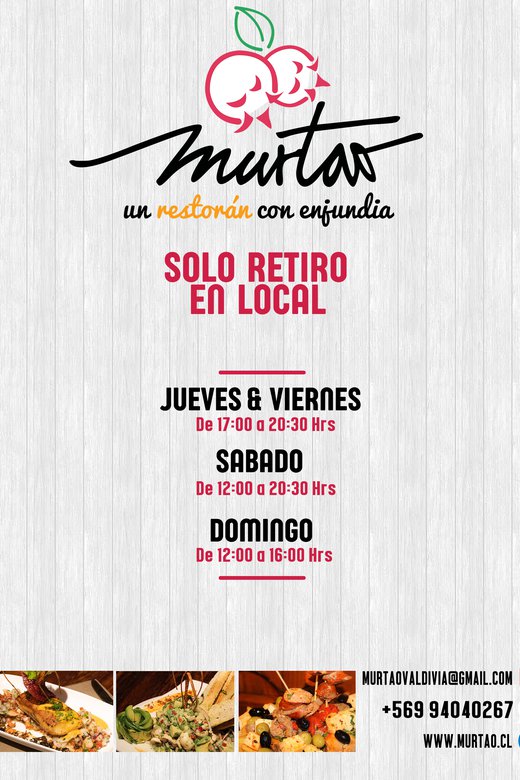 murtao
un restorán con enjundia
SOLO RETIRO
EN LOCAL
JUEVES & VIERNES
De 17:00 a 20:30 Hrs
SABADO
De 12:00 a 20:30 Hrs
DOMINGO
De 12:00 a 16:00 Hrs
MURTAOVALDIVIA@GMAIL.COM
+569 94040267
WWW.MURTAO.CL